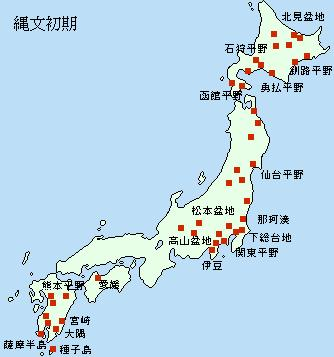 縄文初期
北見盆地
石狩平野
釧路平野
勇払平野
函館平野
仙台平野
松本盆地
那珂湊
高山盆地
下総台地
関東平野
伊豆
熊本平野
愛媛
宮崎
大隅
薩摩半島
種子島